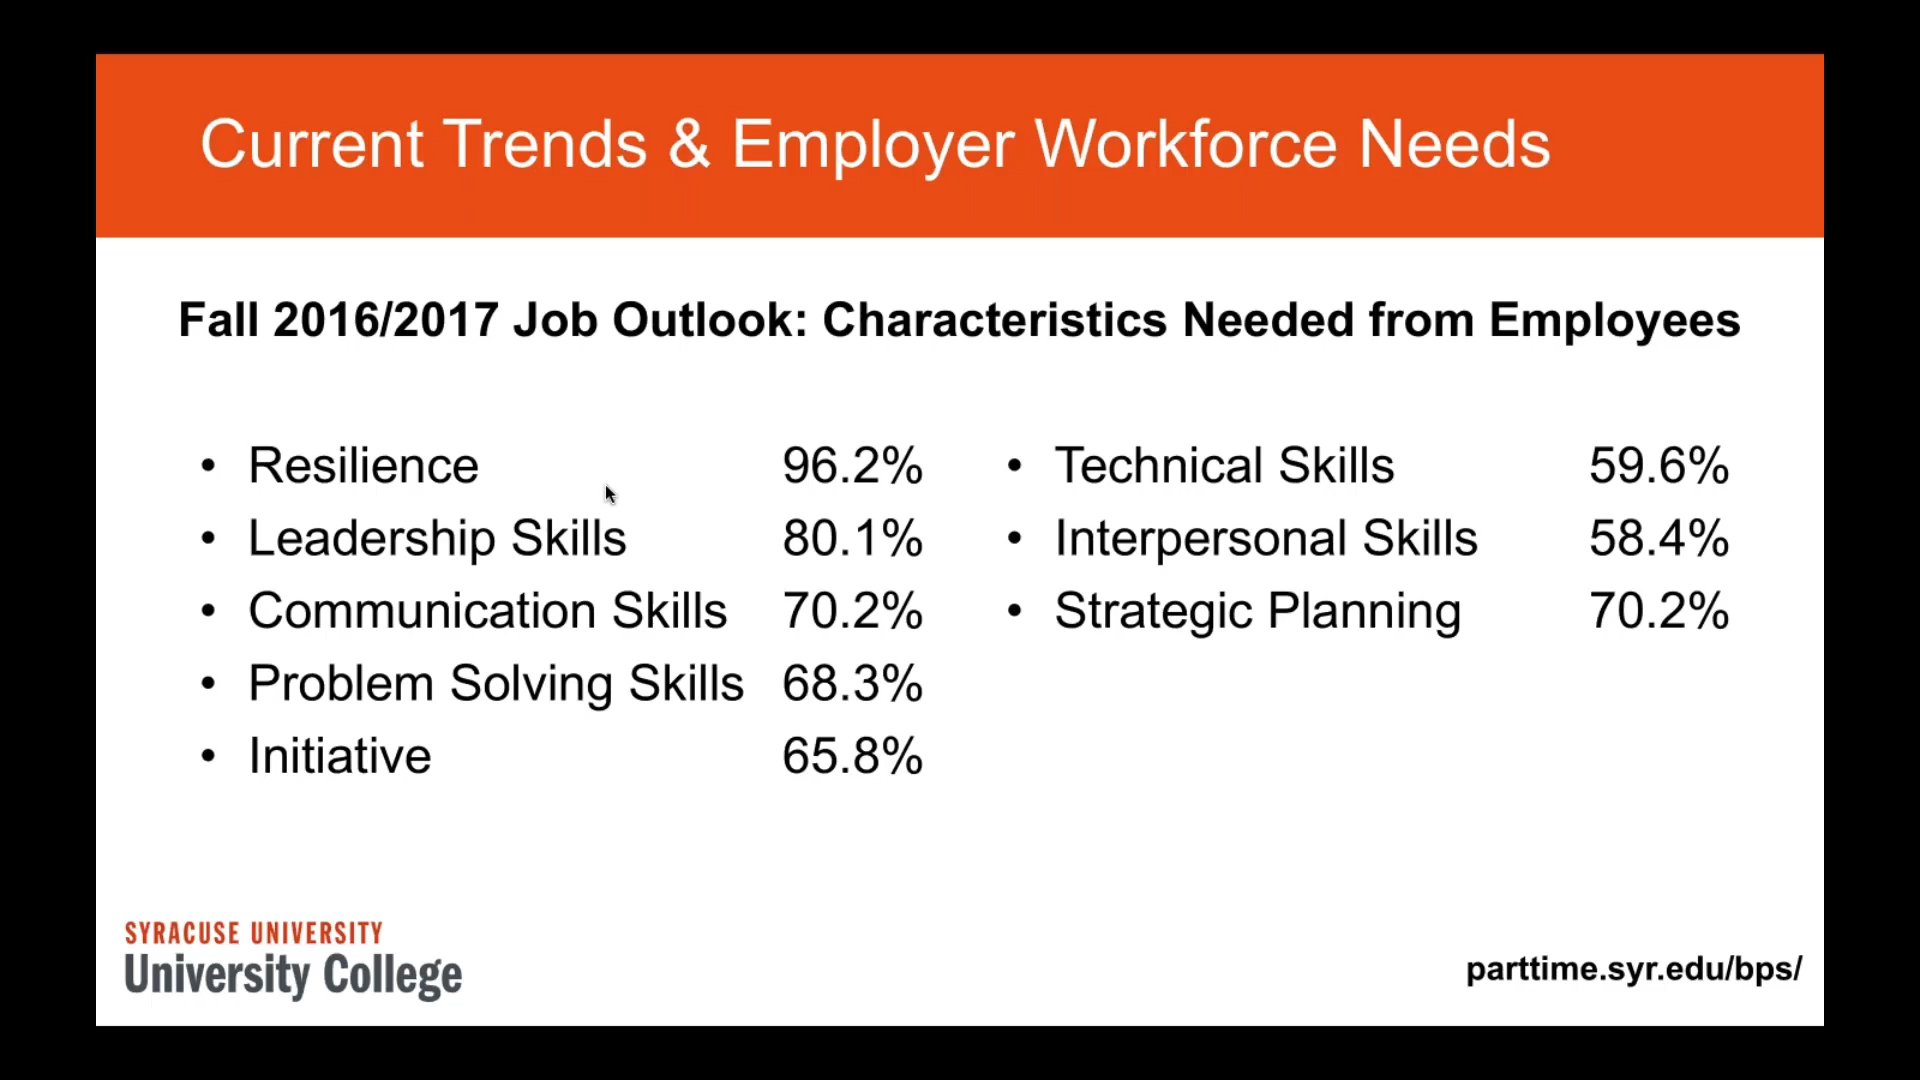 Current Trends & Employer Workforce Needs
Fall 2016/2017 Job Outlook: Characteristics Needed from Employees
• Resilience 96.2%
• Leadership Skills 80.1%
• Communication Skills 70.2%
• Problem Solving Skills 68.3%
• Initiative 65.8%
• Technical Skills 59.6%
• Interpersonal Skills 58.4%
• Strategic Planning 70.2%
SYRACUSE UNIVERSITY
University College
parttime.syr.edu/bps/